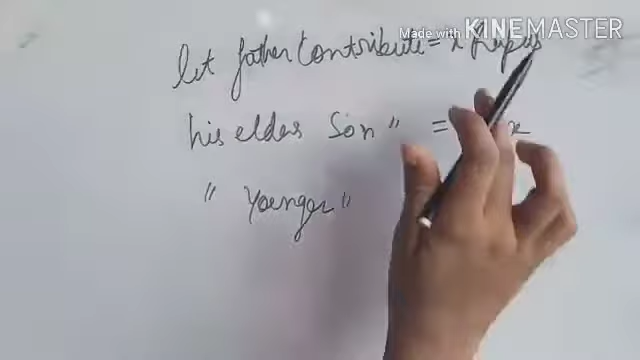 Made with KINEMASTER
let father Contribute = x Rupees
his elder Son " = x
" Younger "